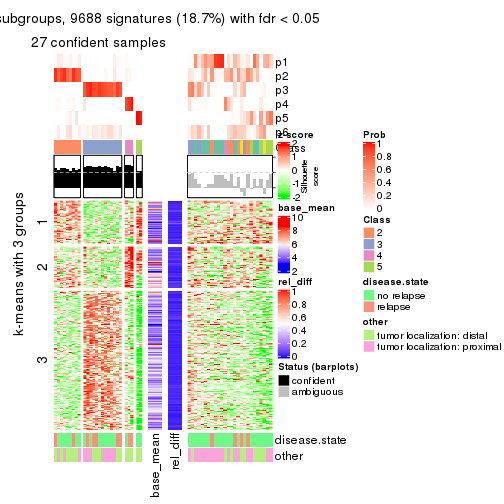 subgroups, 9688 signatures (18.7%) with fdr < 0.05
27 confident samples
p1
p2
p3
p4
p5
p6
Class
z-score
2
1
0
-1
-2
Silhouette
score
k-means with 3 groups
1
2
3
base_mean
10
8
6
4
2
rel_diff
1
0.8
0.6
0.4
0.2
0
Status (barplots)
confident
ambiguous
Prob
1
0.8
0.6
0.4
0.2
0
Class
2
3
4
5
disease.state
no relapse
relapse
other
tumor localization: distal
tumor localization: proximal
disease.state
other
base_mean
rel_diff